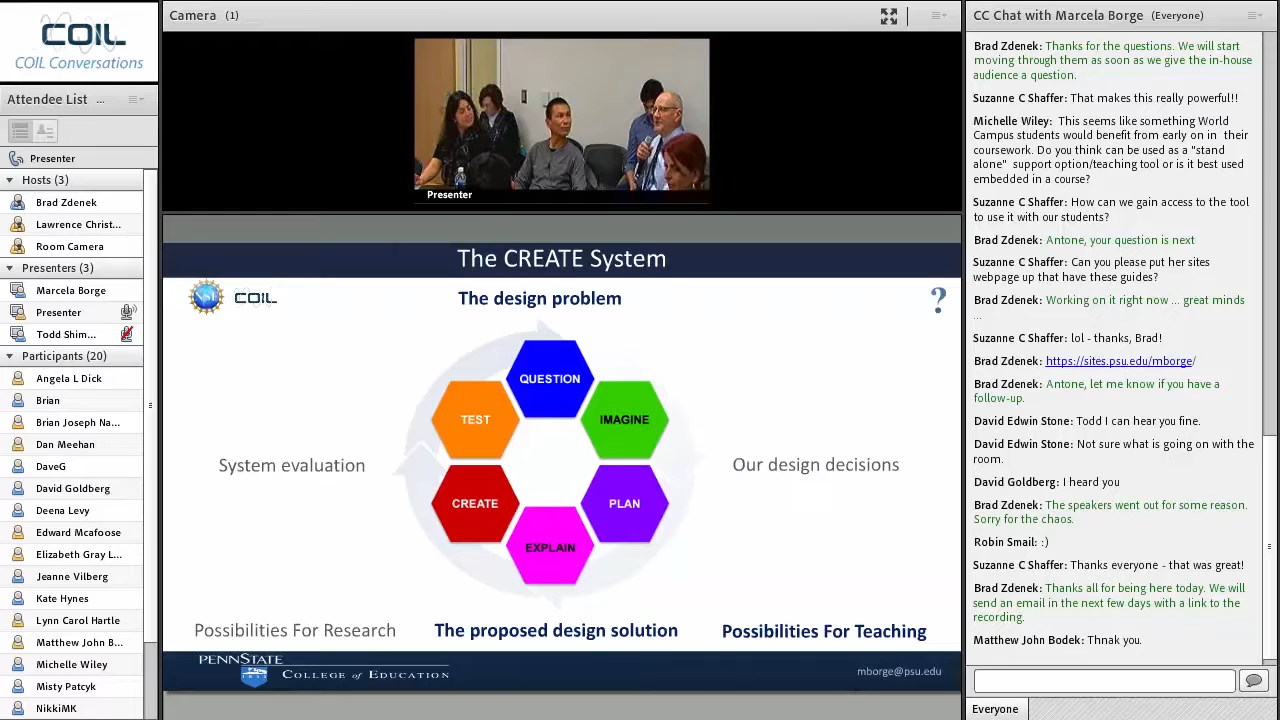 COIL
COIL Conversations
Attendee List ...
Presenter
Hosts (3)
Brad Zdenek
Lawrence Christ...
Room Camera
Presenters (3)
Marcela Borge
Presenter
Todd Shim...
Participants (20)
Angela L Dick
Brian
Brian Joseph Na...
Dan Meehan
DaveG
David Goldberg
Deena Levy
Edward Mcafoose
Elizabeth Gray L...
Jeanne Vilberg
Kate Hynes
Lynn Carol Hartle
Matthew John B...
Michelle Wiley
Misty Patcyk
NikkiMK
Camera (1)
Presenter
The CREATE System
NSF
COIL
The design problem
?
QUESTION
TEST
IMAGINE
System evaluation
Our design decisions
CREATE
PLAN
EXPLAIN
Possibilities For Research
The proposed design solution
Possibilities For Teaching
PENNSTATE
1855
College of Education
mborge@psu.edu
CC Chat with Marcela Borge (Everyone)
Brad Zdenek: Thanks for the questions. We will start
moving through them as soon as we give the in-house
audience a question.
Suzanne C Shaffer: That makes this really powerful!!
Michelle Wiley: This seems like something World
Campus students would benefit from early on in their
coursework. Do you think can be used as a "stand
alone" support option/teaching tool or is it best used
embedded in a course?
Suzanne C Shaffer: How can we gain access to the tool
to use it with our students?
Brad Zdenek: Antone, your question is next
Suzanne C Shaffer: Can you please put her sites
webpage up that have these guides?
Brad Zdenek: Working on it right now ... great minds
...
Suzanne C Shaffer: lol - thanks, Brad!
Brad Zdenek: https://sites.psu.edu/mborge/
Brad Zdenek: Antone, let me know if you have a
follow-up.
David Edwin Stone: Todd I can hear you fine.
David Edwin Stone: Not sure what is going on with the
room.
David Goldberg: I heard you
Brad Zdenek: The speakers went out for some reason.
Sorry for the chaos.
Robin Smail: :)
Suzanne C Shaffer: Thanks everyone - that was great!
Brad Zdenek: Thanks all for being here today. We will
send an email in the next few days with a link to the
recording.
Matthew John Bodek: Thnak you.
Everyone